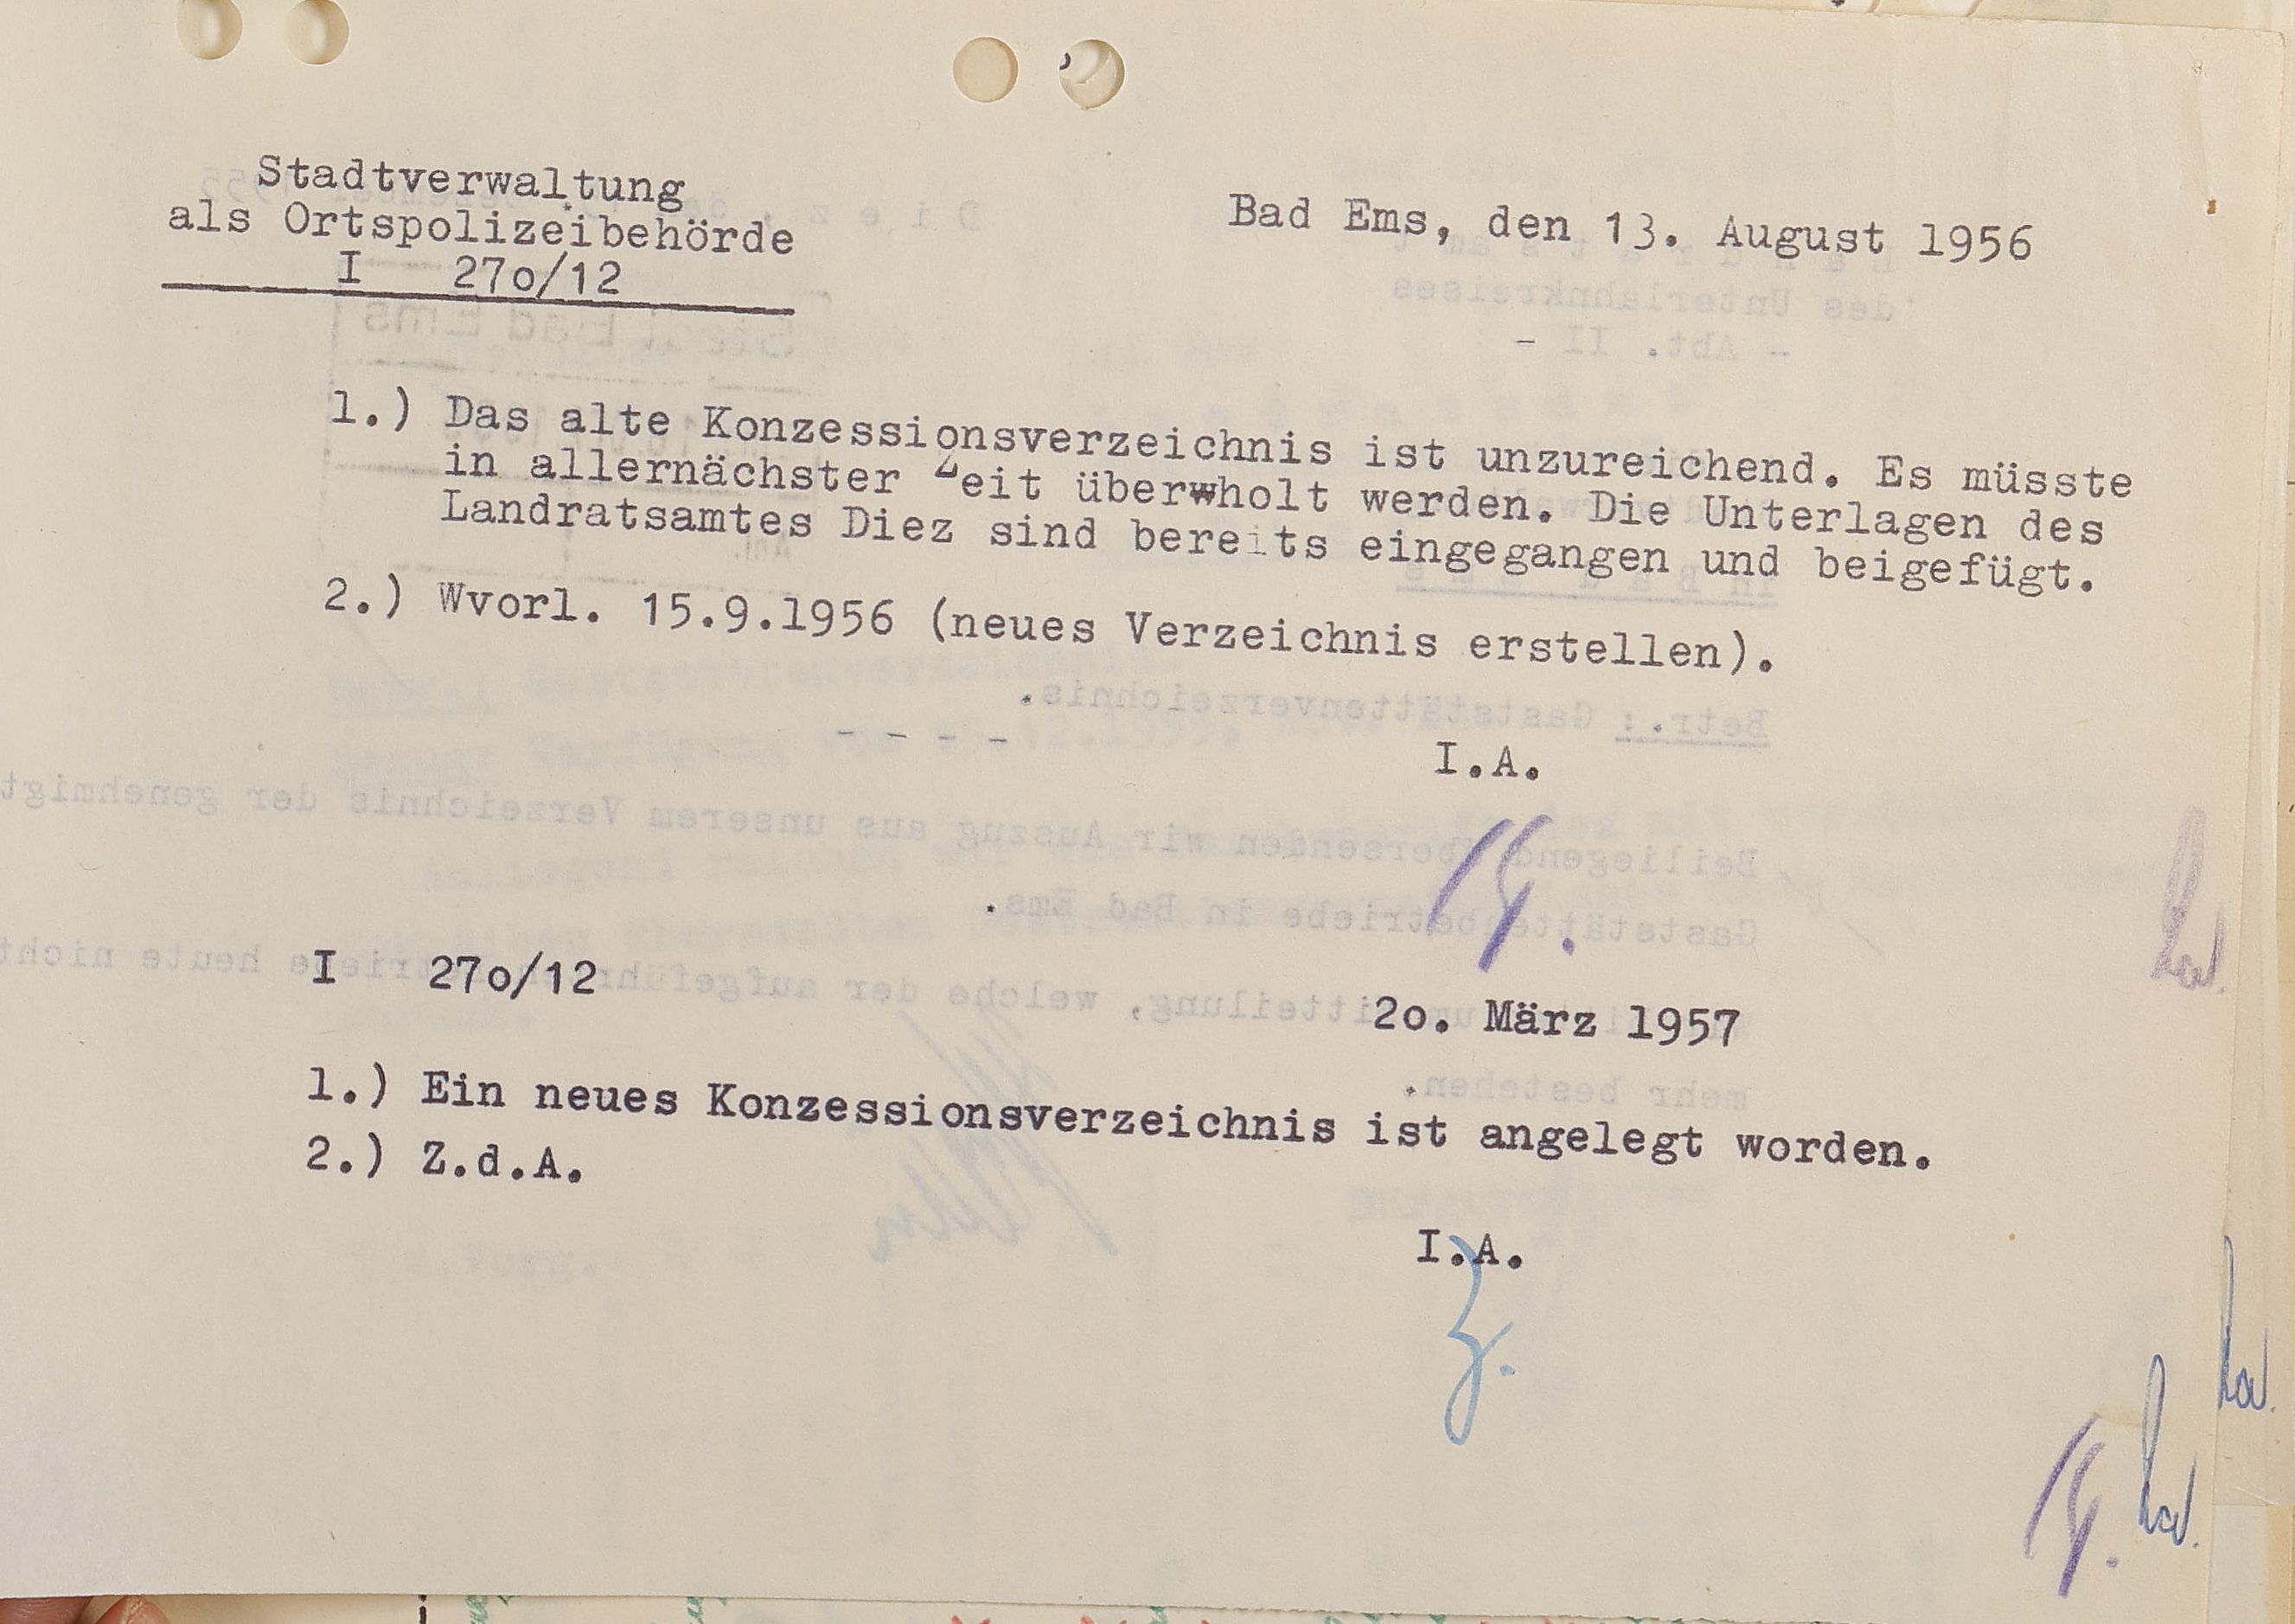 Stadtverwaltung
als Ortspolizeibehörde
I 27o/12
Bad Ems, den 13. August 1956
1.) Das alte Konzessionsverzeichnis ist unzureichend. Es müsste
in allernächster Zeit überwholt werden. Die Unterlagen des
Landratsamtes Diez sind bereits eingegangen und beigefügt.
2.) Wvorl. 15.9.1956 (neues Verzeichnis erstellen).
- - - -
I.A.
I 27o/12
2o. März 1957
1.) Ein neues Konzessionsverzeichnis ist angelegt worden.
2.) Z.d.A.
I.A.